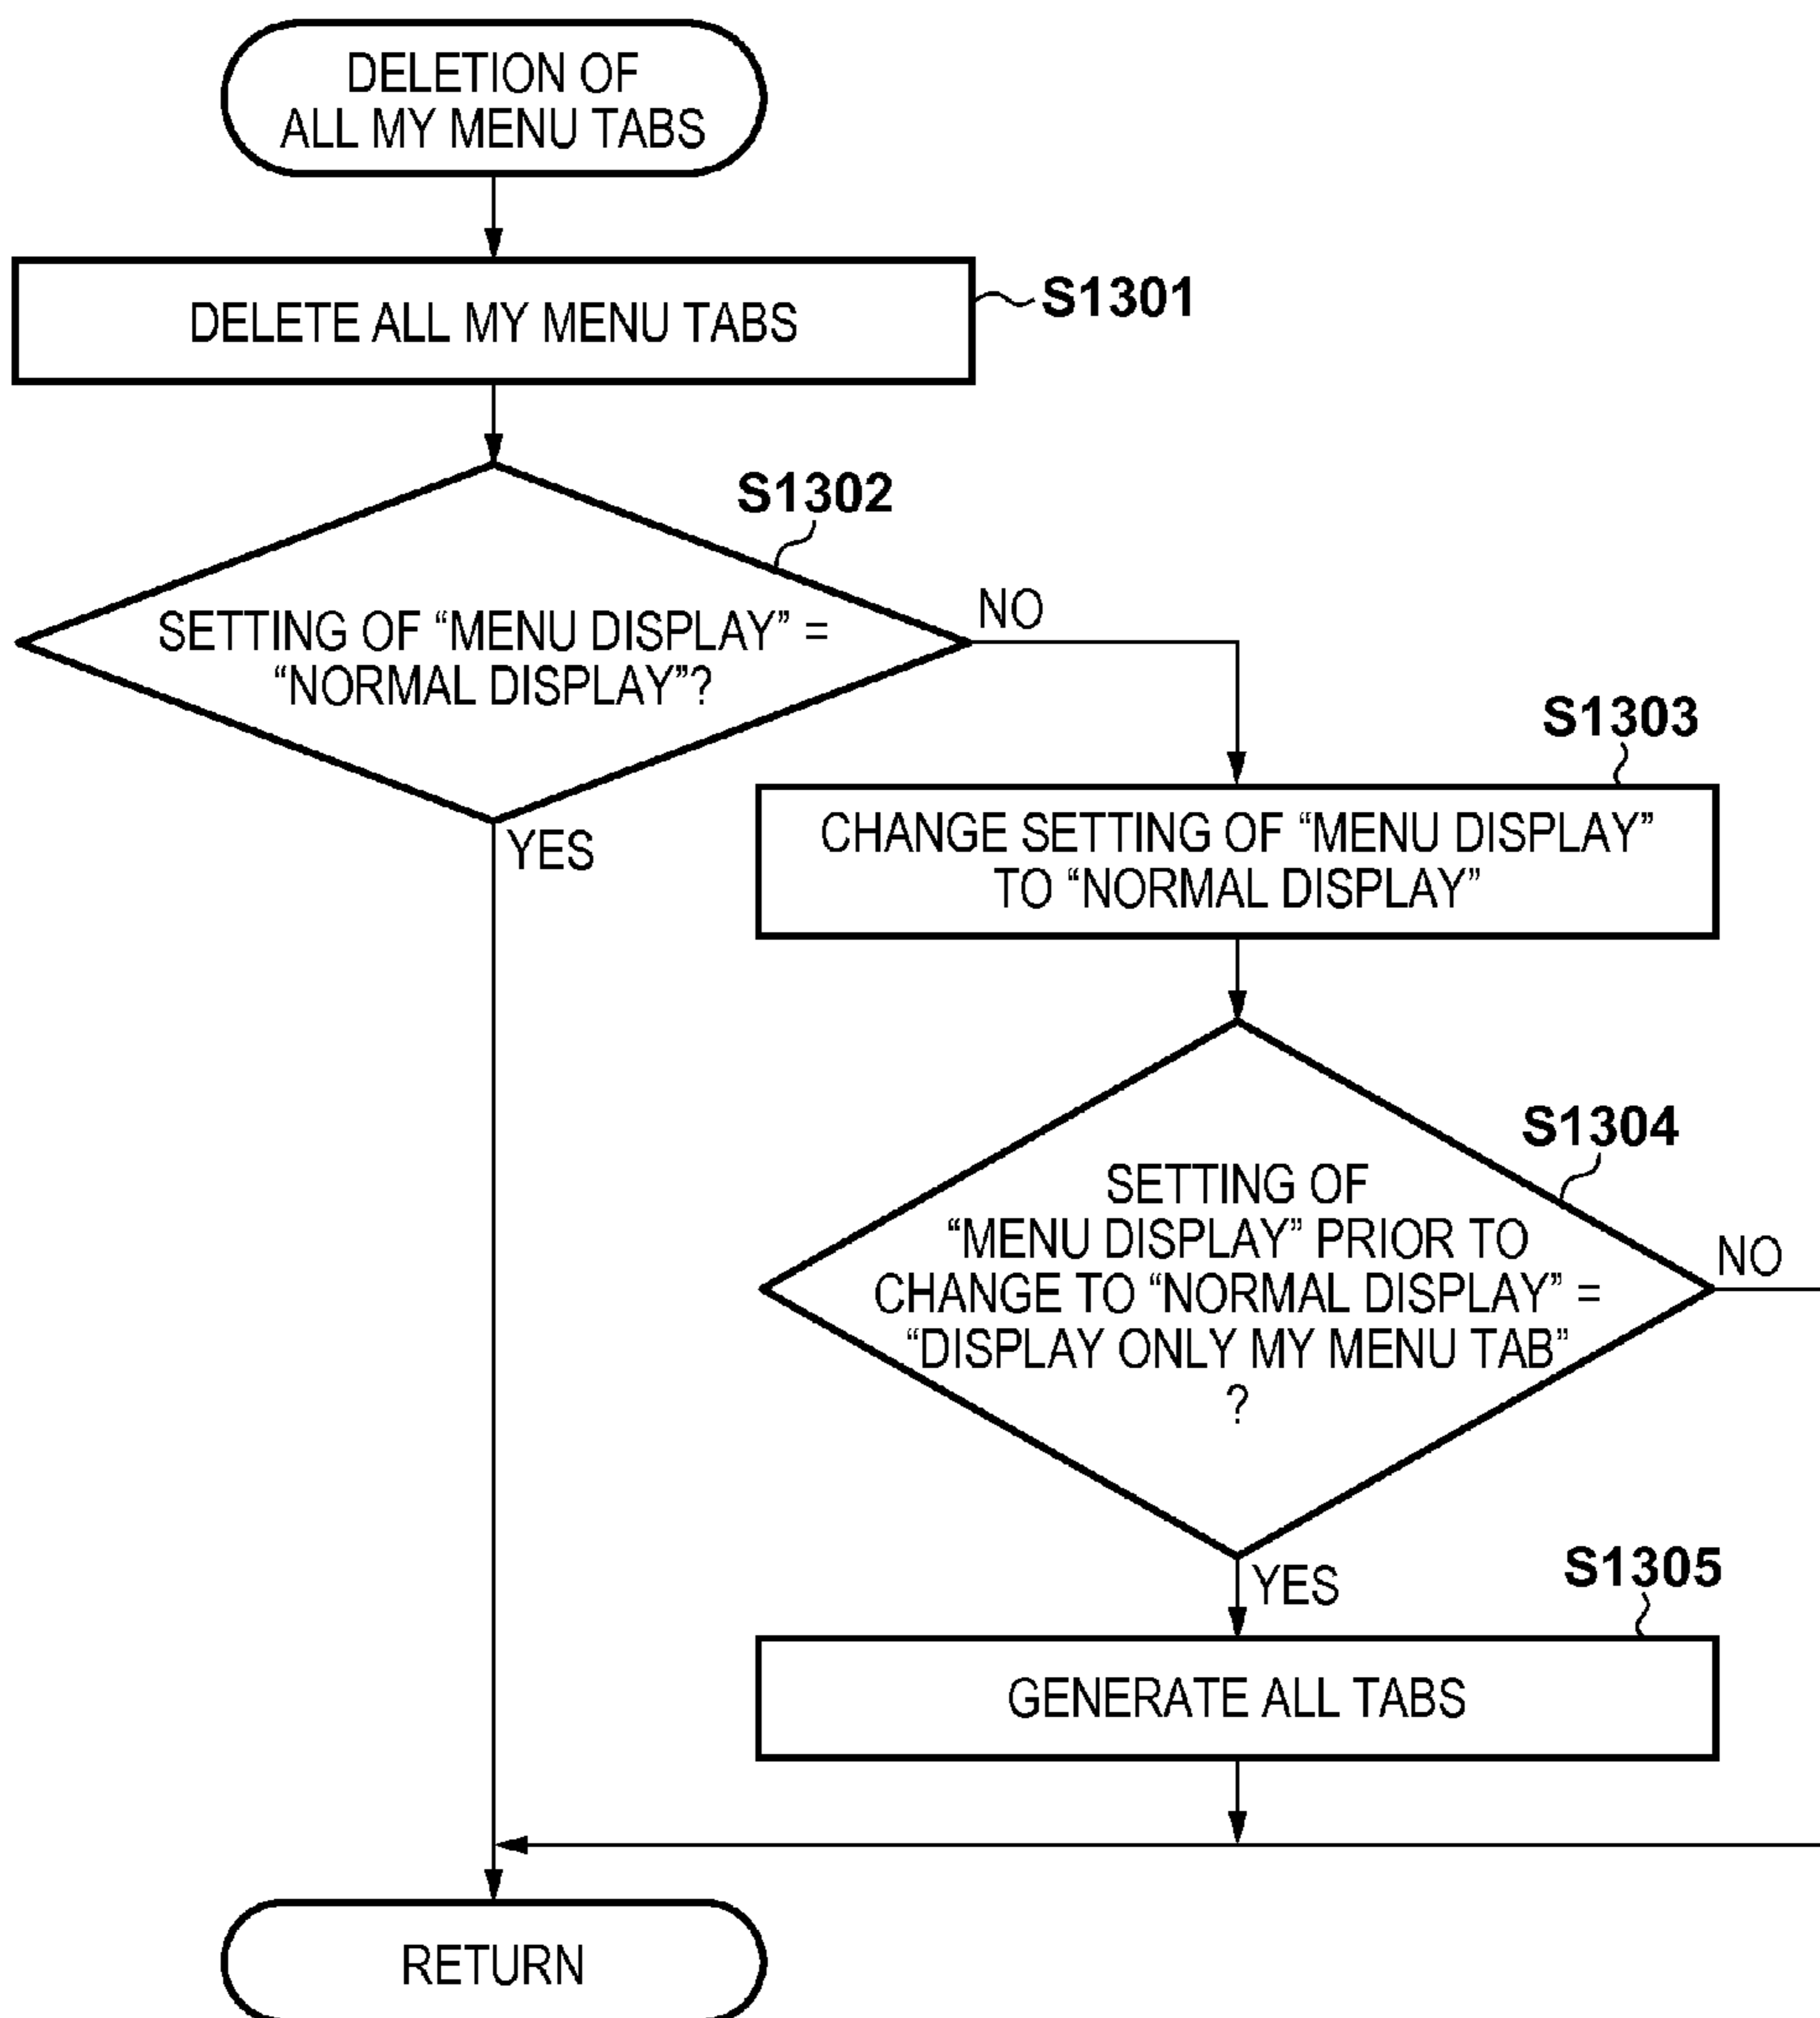 DELETION OF
ALL MY MENU TABS
DELETE ALL MY MENU TABS
S1301
S1302
SETTING OF “MENU DISPLAY” =
“NORMAL DISPLAY”?
NO
YES
S1303
CHANGE SETTING OF “MENU DISPLAY”
TO “NORMAL DISPLAY”
S1304
SETTING OF
“MENU DISPLAY” PRIOR TO
CHANGE TO “NORMAL DISPLAY” =
“DISPLAY ONLY MY MENU TAB”
?
NO
YES
S1305
GENERATE ALL TABS
RETURN